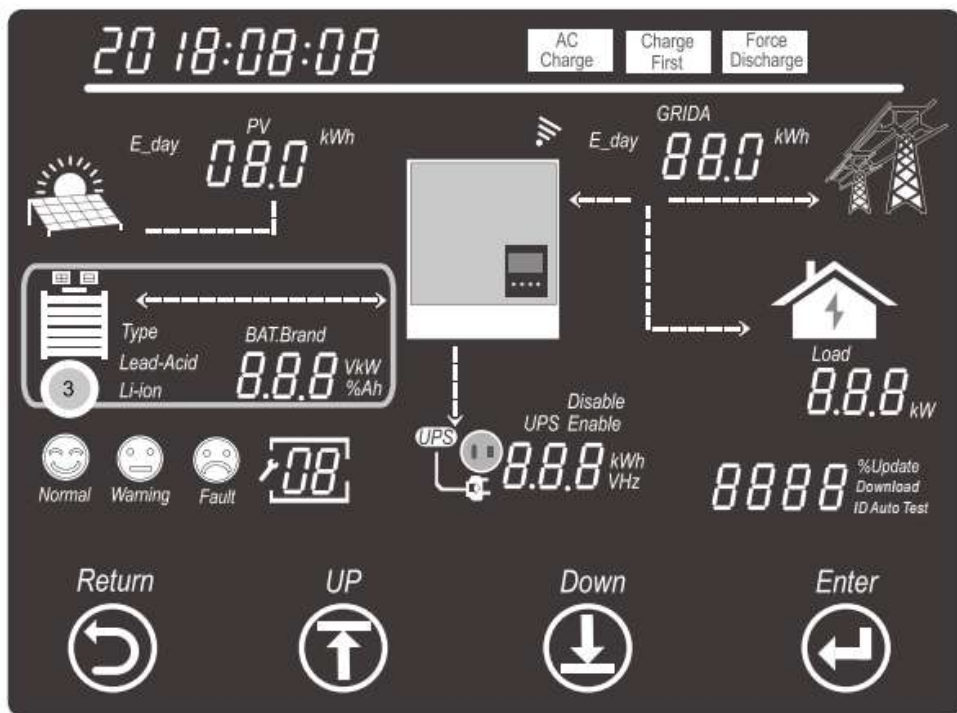 2018:08:08
AC Charge
Charge First
Force Discharge
PV
E_day 08.0 kWh
GRIDA
E_day 88.0 kWh
Type
BAT.Brand
Lead-Acid
Li-ion
8.8.8 VkW
%Ah
3
Load
8.8.8 kW
Disable
UPS Enable
UPS
8.8.8 kWh
VHz
Normal
Warning
Fault
08
8888 %Update
Download
ID Auto Test
Return
UP
Down
Enter